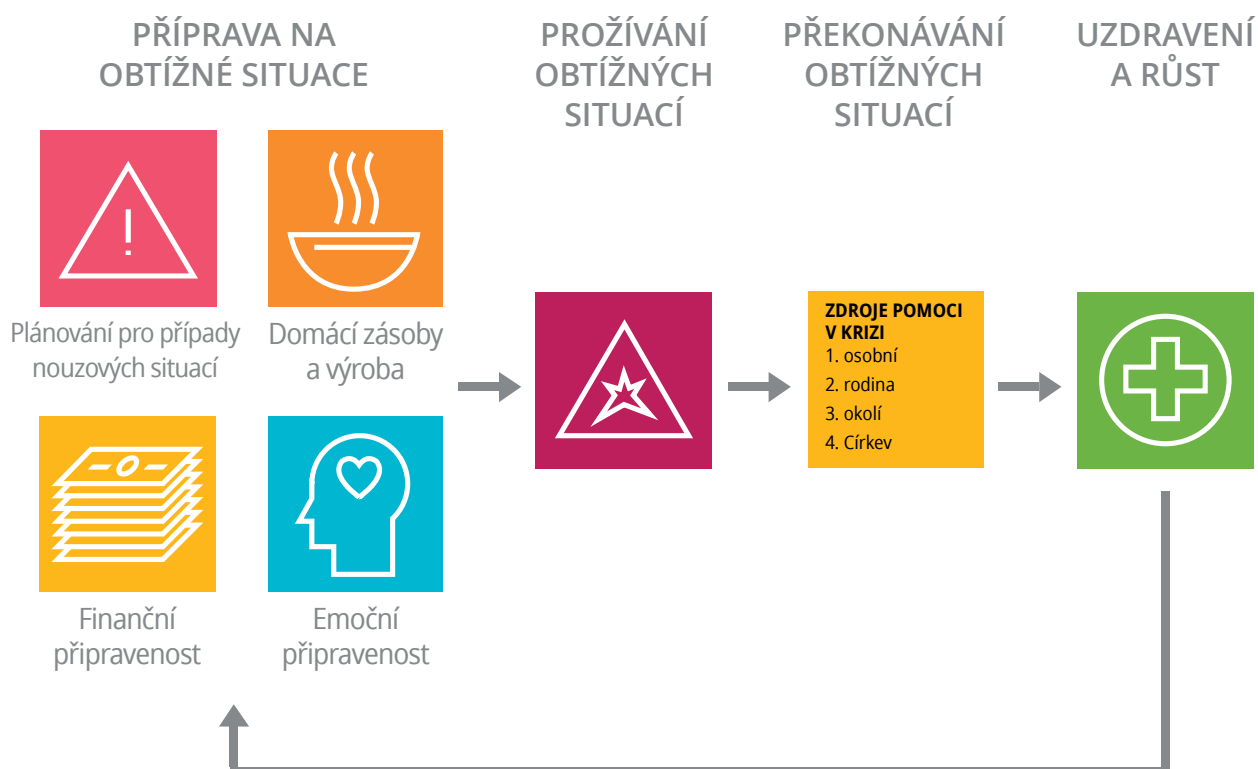 PŘÍPRAVA NA
OBTÍŽNÉ SITUACE
PROŽÍVÁNÍ
OBTÍŽNÝCH
SITUACÍ
PŘEKONÁVÁNÍ
OBTÍŽNÝCH
SITUACÍ
UZDRAVENÍ
A RŮST
!
Plánování pro případy
nouzových situací
Domácí zásoby
a výroba
Finanční
připravenost
Emoční
připravenost
ZDROJE POMOCI
V KRIZI
1. osobní
2. rodina
3. okolí
4. Církev